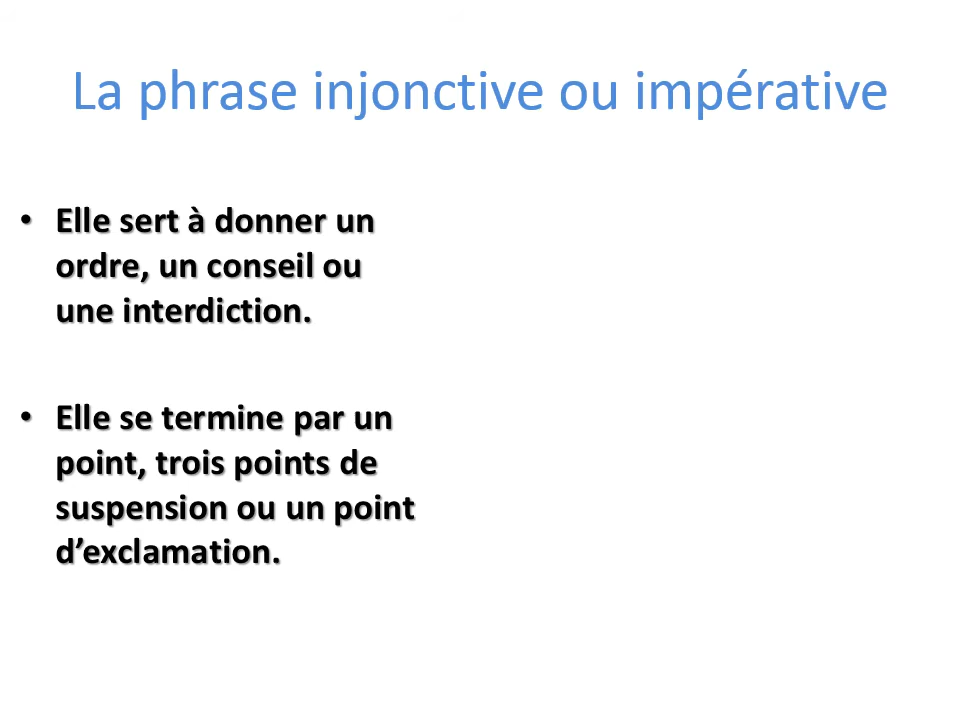 La phrase injonctive ou impérative
• Elle sert à donner un
ordre, un conseil ou
une interdiction.
• Elle se termine par un
point, trois points de
suspension ou un point
d’exclamation.